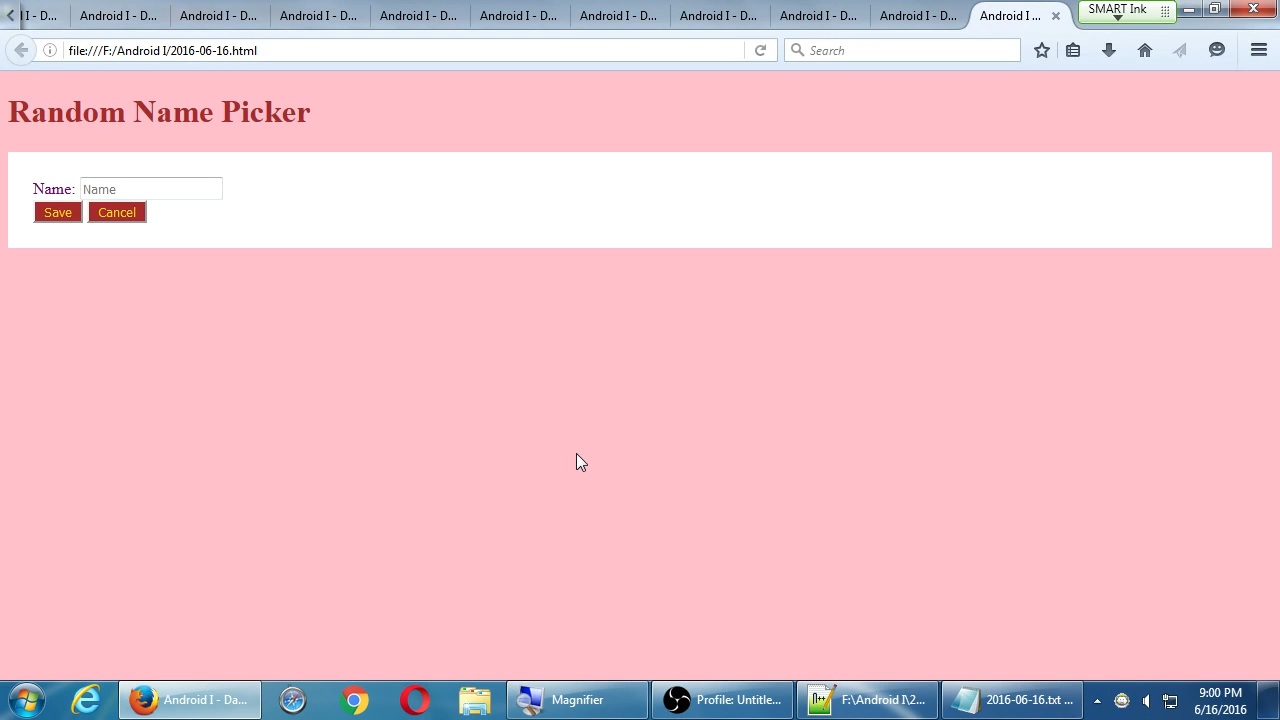 I - D...
Android I - D...
Android I - D...
Android I - D...
Android I - D...
Android I - D...
Android I - D...
Android I - D...
Android I - D...
Android I - D...
Android I ...
SMART Ink
file:///F:/Android I/2016-06-16.html
Search
Random Name Picker
Name: Name
Save Cancel
Android I - Da...
Magnifier
Profile: Untitle...
F:\Android I\2...
2016-06-16.txt ...
9:00 PM
6/16/2016